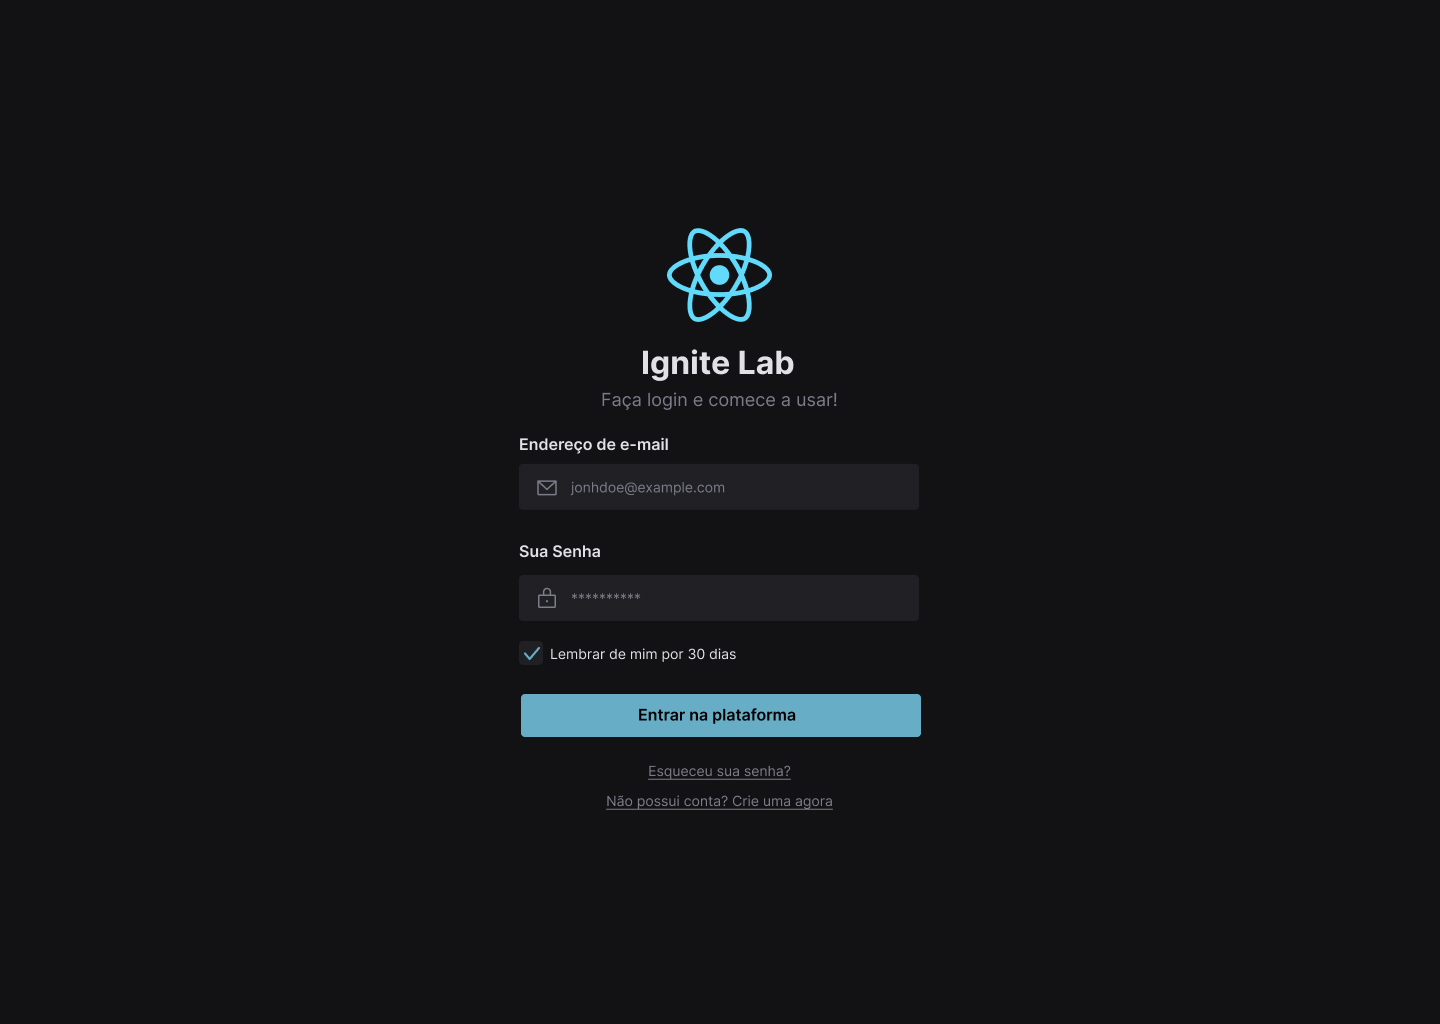 Ignite Lab
Faça login e comece a usar!
Endereço de e-mail
jonhdoe@example.com
Sua Senha
**********
Lembrar de mim por 30 dias
Entrar na plataforma
Esqueceu sua senha?
Não possui conta? Crie uma agora